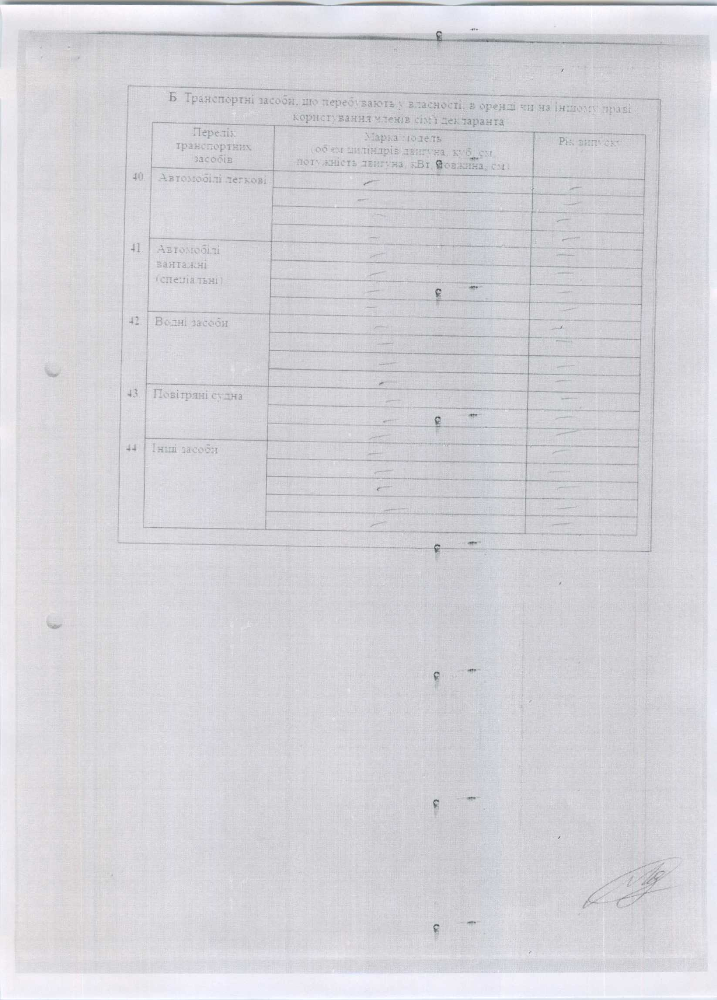 Б Транспортні засоби, що перебувають у власності, в оренді чи на іншому праві
користування членів сім'ї декларанта
Перелік
транспортних
засобів
Марка/модель
(об'єм циліндрів двигуна, куб. см,
потужність двигуна, кВт, довжина, см)
Рік випуску
40. Автомобілі легкові
–
–
–
–
–
–
–
–
41. Автомобілі
вантажні
(спеціальні)
–
–
–
–
–
–
–
–
42. Водні засоби
–
–
–
–
–
–
–
–
43. Повітряні судна
–
–
–
–
–
–
44. Інші засоби
–
–
–
–
–
–
–
–
–
–